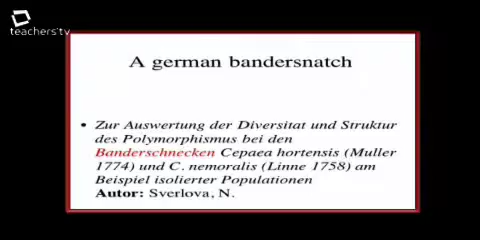 teachers'tv
A german bandersnatch
• Zur Auswertung der Diversitat und Struktur
des Polymorphismus bei den
Banderschnecken Cepaea hortensis (Muller
1774) und C. nemoralis (Linne 1758) am
Beispiel isolierter Populationen
Autor: Sverlova, N.